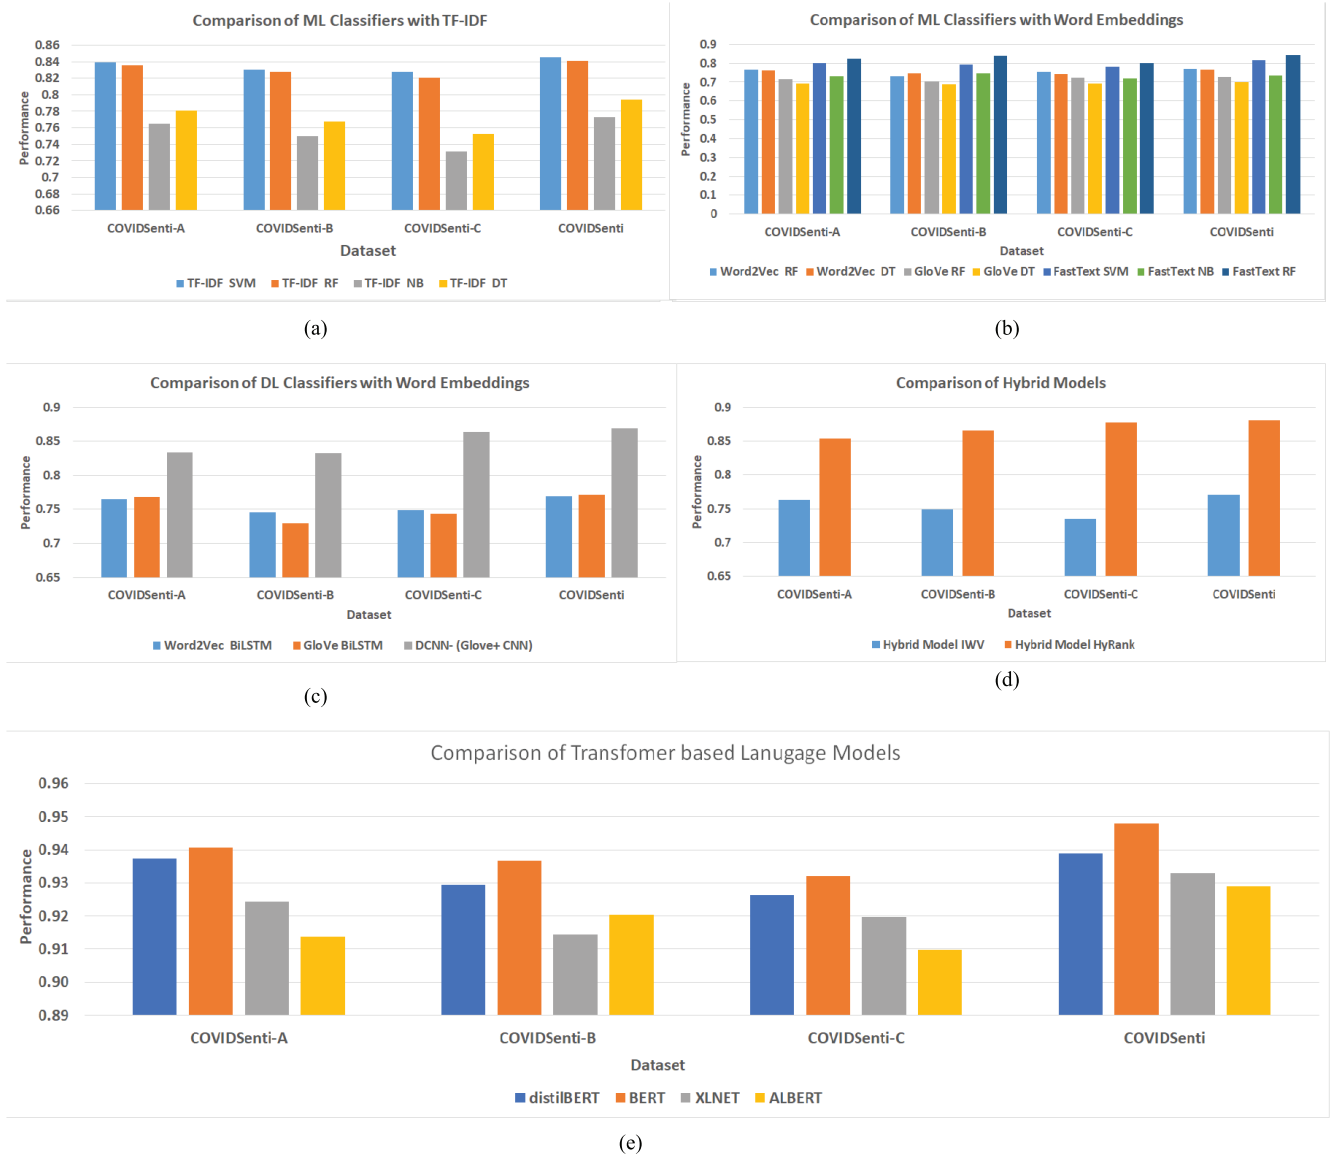 Comparison of ML Classifiers with TF-IDF
0.86
0.84
0.82
0.8
0.78
0.76
0.74
0.72
0.7
0.68
0.66
Performance
COVIDSenti-A COVIDSenti-B COVIDSenti-C COVIDSenti
Dataset
TF-IDF SVM TF-IDF RF TF-IDF NB TF-IDF DT
(a)
Comparison of ML Classifiers with Word Embeddings
0.9
0.8
0.7
0.6
0.5
0.4
0.3
0.2
0.1
0
Performance
COVIDSenti-A COVIDSenti-B COVIDSenti-C COVIDSenti
Dataset
Word2Vec RF Word2Vec DT GloVe RF GloVe DT FastText SVM FastText NB FastText RF
(b)
Comparison of DL Classifiers with Word Embeddings
0.9
0.85
0.8
0.75
0.7
0.65
Performance
COVIDSenti-A COVIDSenti-B COVIDSenti-C COVIDSenti
Dataset
Word2Vec BiLSTM GloVe BiLSTM DCNN- (Glove+ CNN)
(c)
Comparison of Hybrid Models
0.9
0.85
0.8
0.75
0.7
0.65
Performance
COVIDSenti-A COVIDSenti-B COVIDSenti-C COVIDSenti
Dataset
Hybrid Model IWV Hybrid Model HyRank
(d)
Comparison of Transfomer based Lanugage Models
0.96
0.95
0.94
0.93
0.92
0.91
0.90
0.89
Performance
COVIDSenti-A COVIDSenti-B COVIDSenti-C COVIDSenti
Dataset
distilBERT BERT XLNET ALBERT
(e)